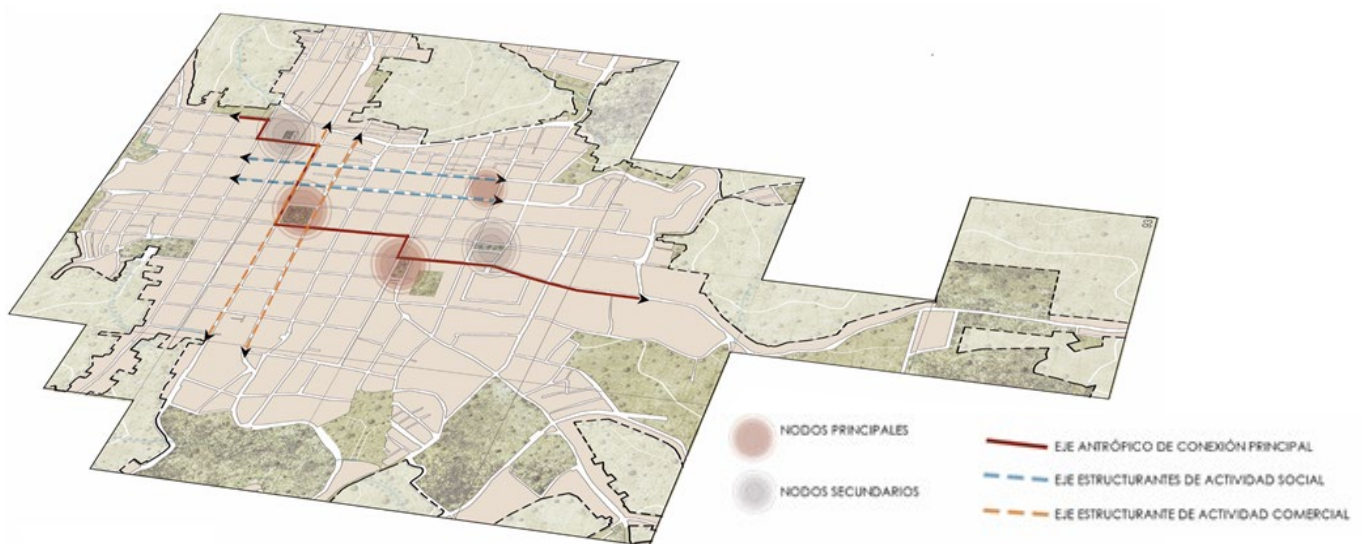 NODOS PRINCIPALES
NODOS SECUNDARIOS
EJE ANTRÓPICO DE CONEXIÓN PRINCIPAL
EJE ESTRUCTURANTES DE ACTIVIDAD SOCIAL
EJE ESTRUCTURANTE DE ACTIVIDAD COMERCIAL